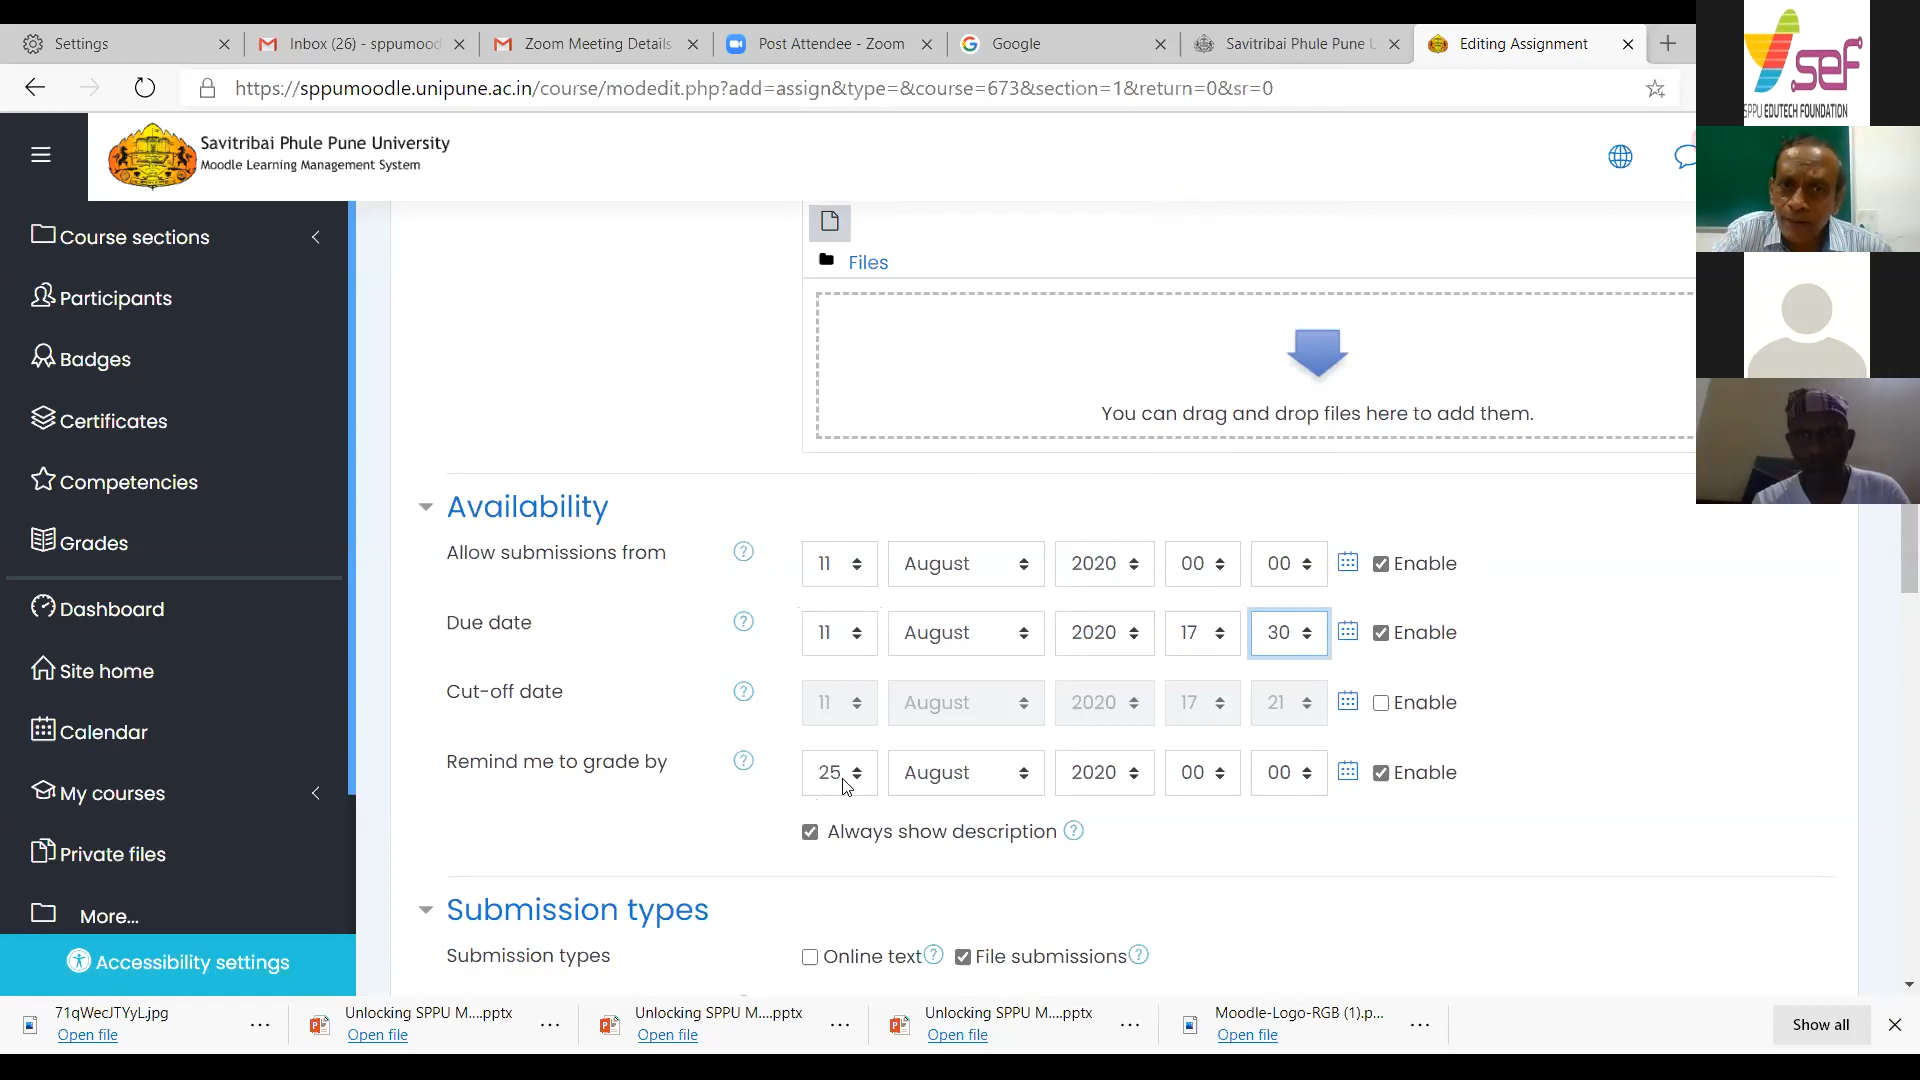 Settings
Inbox (26) - sppumood
Zoom Meeting Details
Post Attendee - Zoom
Google
Savitribai Phule Pune U
Editing Assignment
https://sppumoodle.unipune.ac.in/course/modedit.php?add=assign&type=&course=673&section=1&return=0&sr=0
sef
SPPU EDUTECH FOUNDATION
Savitribai Phule Pune University
Moodle Learning Management System
Course sections
Participants
Badges
Certificates
Competencies
Grades
Dashboard
Site home
Calendar
My courses
Private files
More...
Accessibility settings
Files
You can drag and drop files here to add them.
Availability
Allow submissions from ? 11 August 2020 00 00 Enable
Due date ? 11 August 2020 17 30 Enable
Cut-off date ? 11 August 2020 17 21 Enable
Remind me to grade by ? 25 August 2020 00 00 Enable
Always show description ?
Submission types
Submission types Online text ? File submissions ?
71qWecJTYyL.jpg
Open file
Unlocking SPPU M....pptx
Open file
Unlocking SPPU M....pptx
Open file
Unlocking SPPU M....pptx
Open file
Moodle-Logo-RGB (1).p...
Open file
Show all